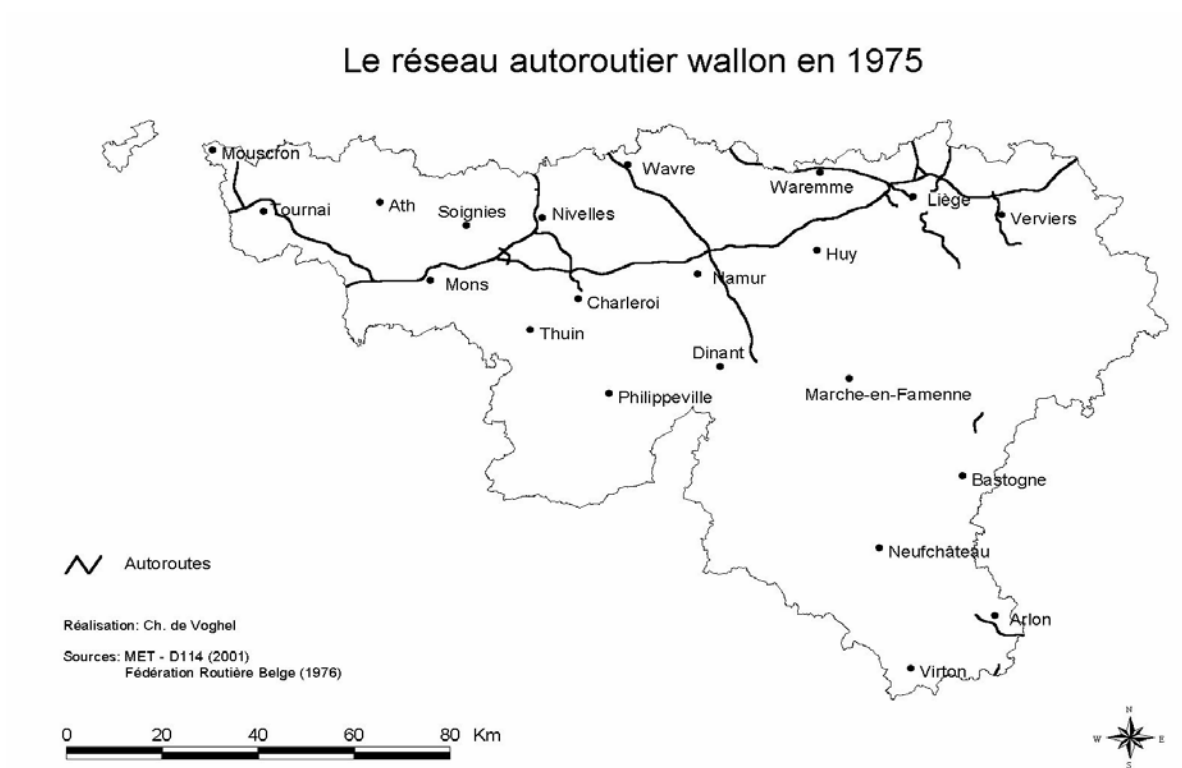 Le réseau autoroutier wallon en 1975
Mouscron
Wavre
Waremme
Liège
Tournai
Ath
Soignies
Nivelles
Verviers
Huy
Namur
Mons
Charleroi
Thuin
Dinant
Marche-en-Famenne
Philippeville
Bastogne
Neufchâteau
Arlon
Virton
Autoroutes
Réalisation: Ch. de Voghel
Sources: MET - D114 (2001)
Fédération Routière Belge (1976)
0 20 40 60 80 Km
N
W E
S